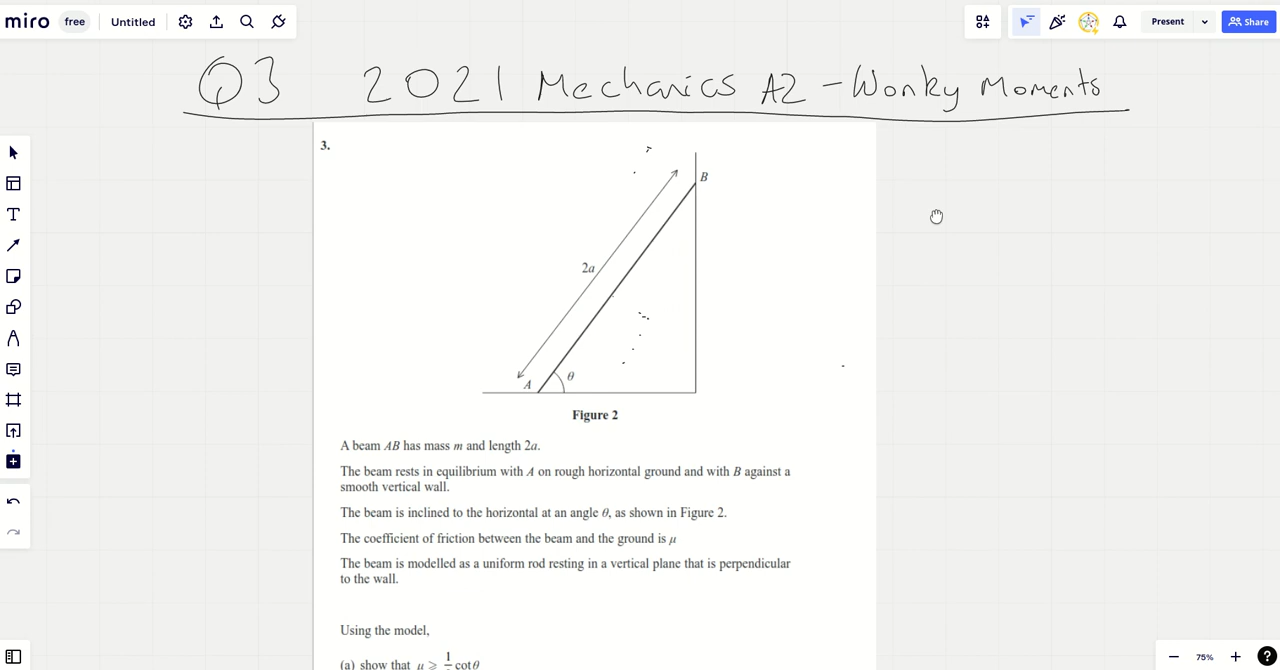 miro free Untitled Present Share
Q3 2021 Mechanics A2 - Wonky Moments
3.
B
2a
A θ
Figure 2
A beam AB has mass m and length 2a.
The beam rests in equilibrium with A on rough horizontal ground and with B against a
smooth vertical wall.
The beam is inclined to the horizontal at an angle θ, as shown in Figure 2.
The coefficient of friction between the beam and the ground is μ
The beam is modelled as a uniform rod resting in a vertical plane that is perpendicular
to the wall.
Using the model,
(a) show that μ ⩾ 1 cot θ
75%